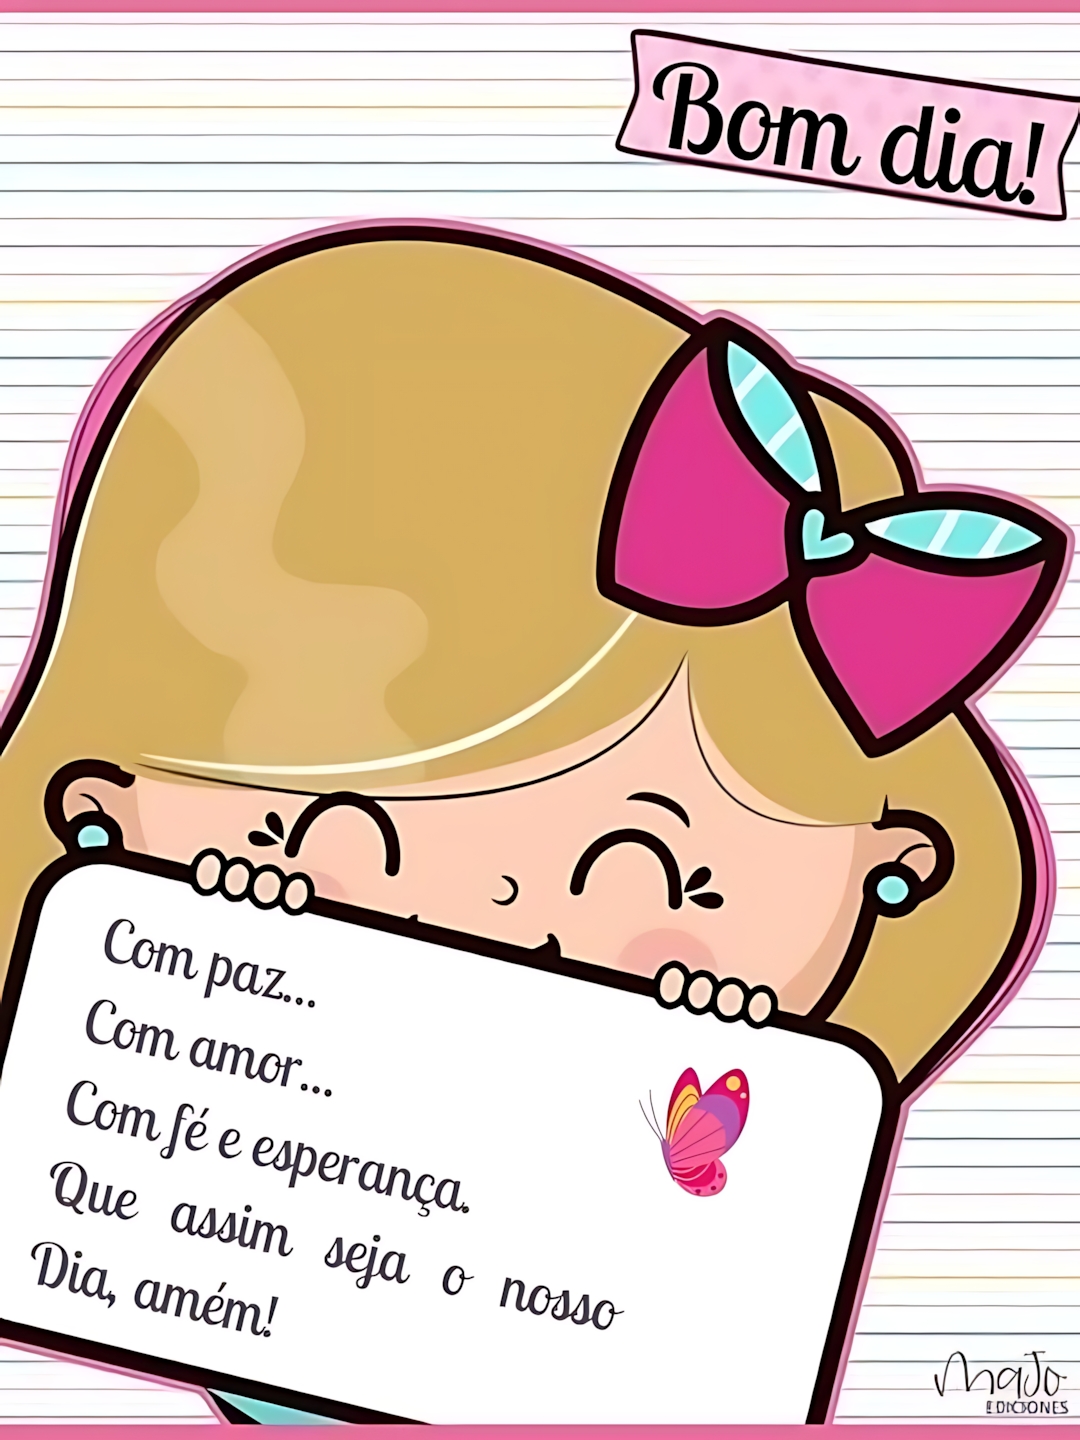 Bom dia!
Com paz...
Com amor...
Com fé e esperança.
Que assim seja o nosso
Dia, amém!
MaJo
EDICIONES